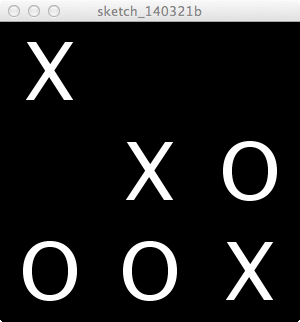 sketch_140321b
X
X O
O O X